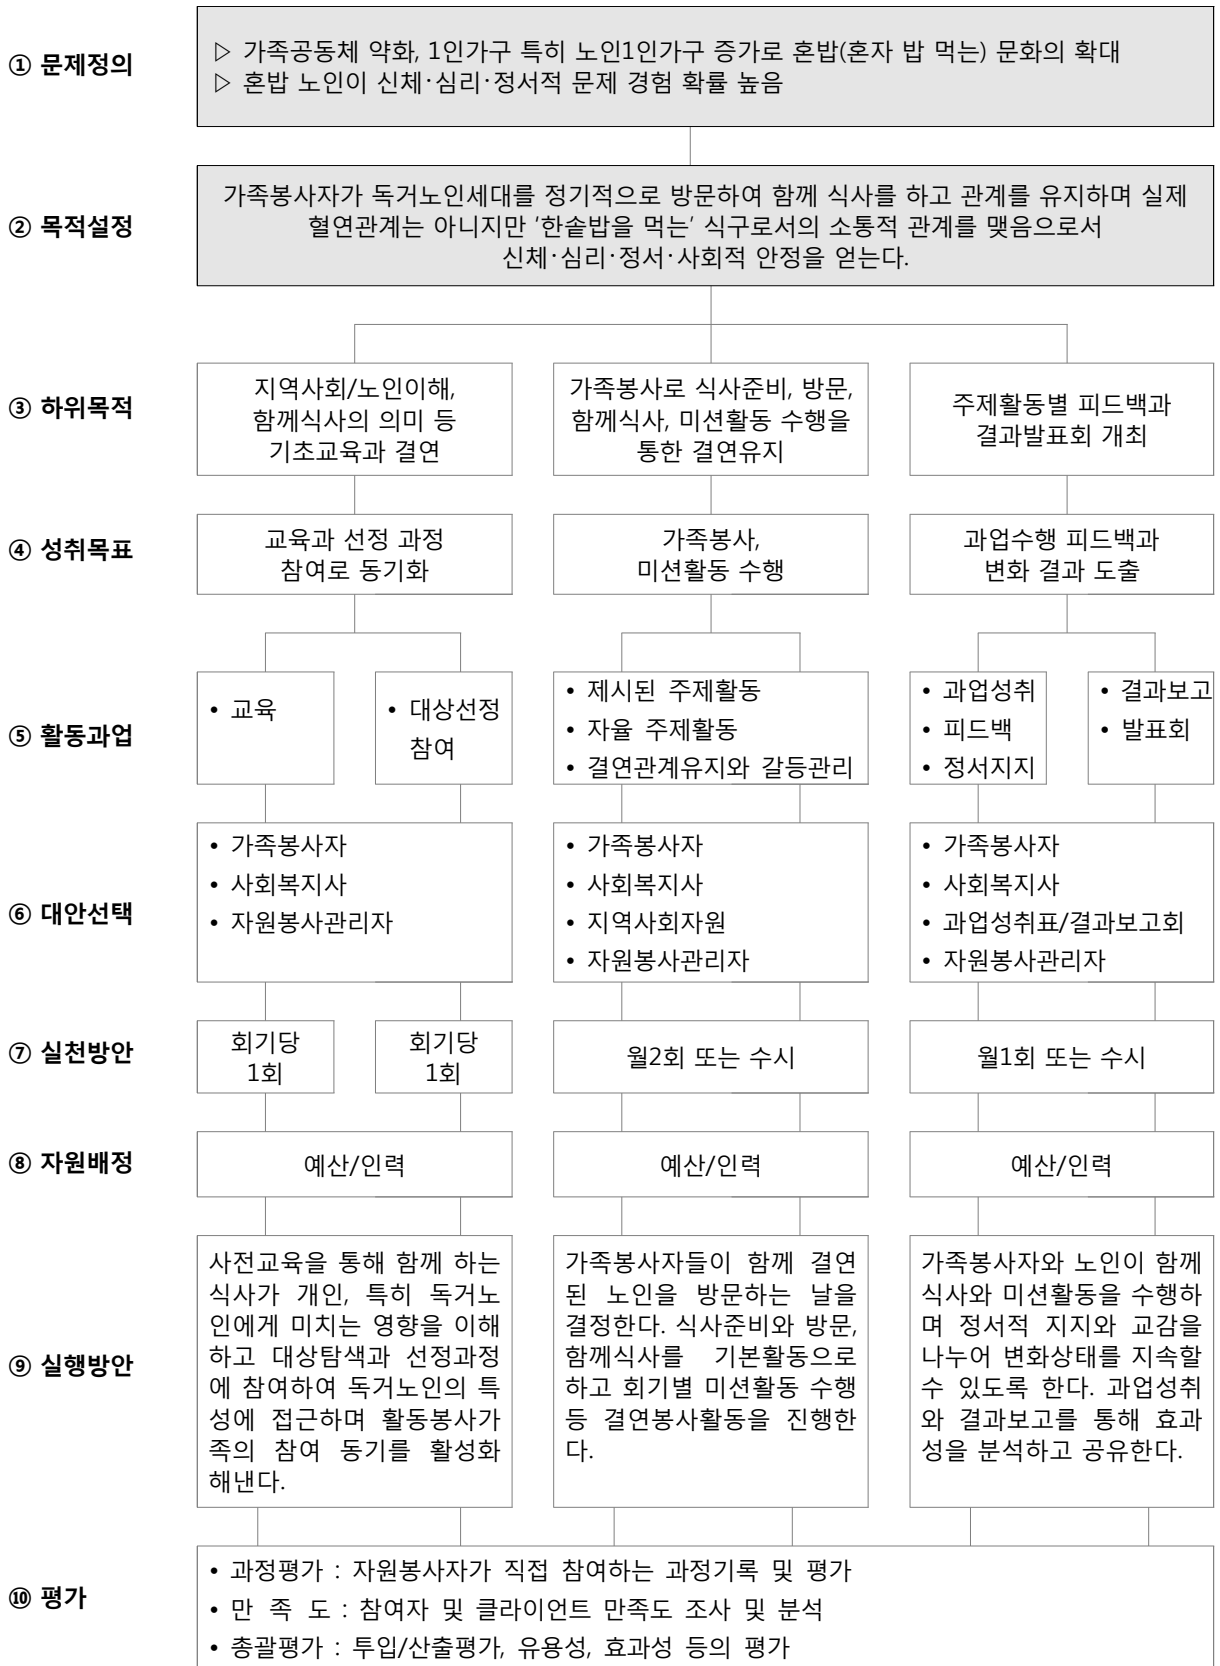 ① 문제정의
▷ 가족공동체 약화, 1인가구 특히 노인1인가구 증가로 혼밥(혼자 밥 먹는) 문화의 확대
▷ 혼밥 노인이 신체·심리·정서적 문제 경험 확률 높음
② 목적설정
가족봉사자가 독거노인세대를 정기적으로 방문하여 함께 식사를 하고 관계를 유지하며 실제
혈연관계는 아니지만 '한솥밥을 먹는' 식구로서의 소통적 관계를 맺음으로서
신체·심리·정서·사회적 안정을 얻는다.
③ 하위목적
지역사회/노인이해,
함께식사의 의미 등
기초교육과 결연
가족봉사로 식사준비, 방문,
함께식사, 미션활동 수행을
통한 결연유지
주제활동별 피드백과
결과발표회 개최
④ 성취목표
교육과 선정 과정
참여로 동기화
가족봉사,
미션활동 수행
과업수행 피드백과
변화 결과 도출
⑤ 활동과업
• 교육
• 대상선정
참여
• 제시된 주제활동
• 자율 주제활동
• 결연관계유지와 갈등관리
• 과업성취
• 피드백
• 정서지지
• 결과보고
• 발표회
⑥ 대안선택
• 가족봉사자
• 사회복지사
• 자원봉사관리자
• 가족봉사자
• 사회복지사
• 지역사회자원
• 자원봉사관리자
• 가족봉사자
• 사회복지사
• 과업성취표/결과보고회
• 자원봉사관리자
⑦ 실천방안
회기당
1회
회기당
1회
월2회 또는 수시
월1회 또는 수시
⑧ 자원배정
예산/인력
예산/인력
예산/인력
⑨ 실행방안
사전교육을 통해 함께 하는
식사가 개인, 특히 독거노
인에게 미치는 영향을 이해
하고 대상탐색과 선정과정
에 참여하여 독거노인의 특
성에 접근하며 활동봉사가
족의 참여 동기를 활성화
해낸다.
가족봉사자들이 함께 결연
된 노인을 방문하는 날을
결정한다. 식사준비와 방문,
함께식사를 기본활동으로
하고 회기별 미션활동 수행
등 결연봉사활동을 진행한
다.
가족봉사자와 노인이 함께
식사와 미션활동을 수행하
며 정서적 지지와 교감을
나누어 변화상태를 지속할
수 있도록 한다. 과업성취
와 결과보고를 통해 효과
성을 분석하고 공유한다.
⑩ 평가
• 과정평가 : 자원봉사자가 직접 참여하는 과정기록 및 평가
• 만 족 도 : 참여자 및 클라이언트 만족도 조사 및 분석
• 총괄평가 : 투입/산출평가, 유용성, 효과성 등의 평가